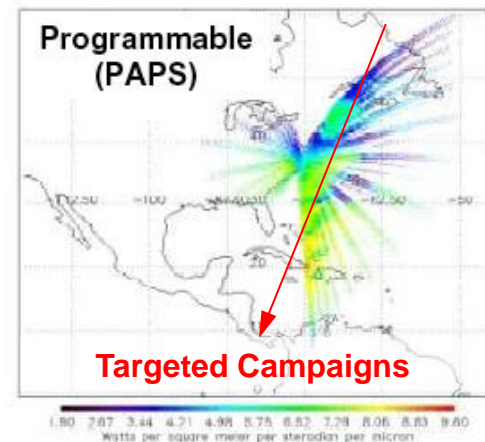 Programmable
(PAPS)
Targeted Campaigns
1.90 2.67 3.44 4.21 4.98 5.75 6.52 7.29 8.06 8.83 9.60
Watts per square meter per steradian per micron